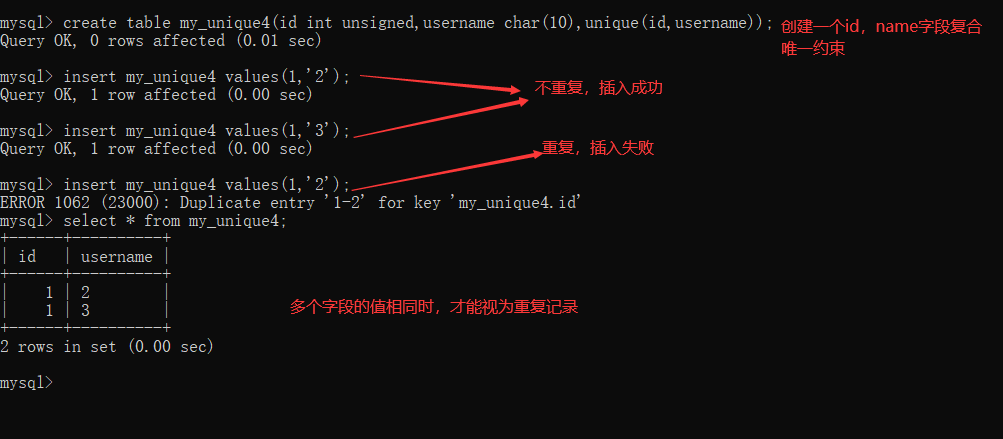 mysql> create table my_unique4(id int unsigned,username char(10),unique(id,username));
创建一个id，name字段复合
唯一约束
Query OK, 0 rows affected (0.01 sec)
mysql> insert my_unique4 values(1,'2');
Query OK, 1 row affected (0.00 sec)
不重复，插入成功
mysql> insert my_unique4 values(1,'3');
Query OK, 1 row affected (0.00 sec)
重复，插入失败
mysql> insert my_unique4 values(1,'2');
ERROR 1062 (23000): Duplicate entry '1-2' for key 'my_unique4.id'
mysql> select * from my_unique4;
+------+----------+
| id   | username |
+------+----------+
|    1 | 2        |
|    1 | 3        |
+------+----------+
多个字段的值相同时，才能视为重复记录
2 rows in set (0.00 sec)
mysql>